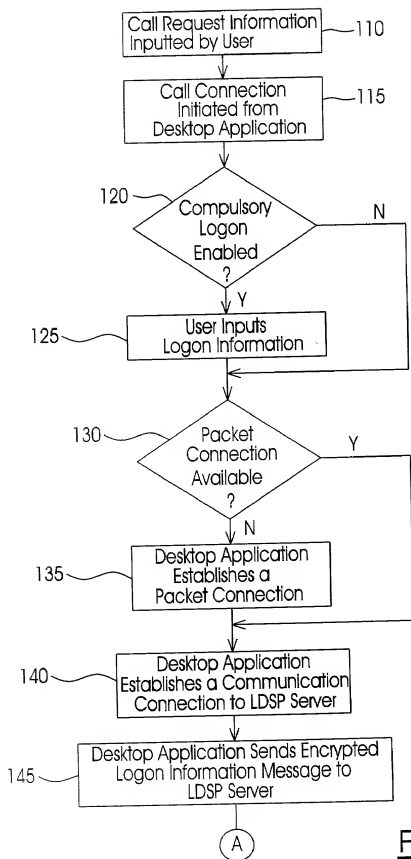 Call Request Information
Inputted by User
110
Call Connection
Initiated from
Desktop Application
115
120
Compulsory
Logon
Enabled
?
N
Y
125
User Inputs
Logon Information
130
Packet
Connection
Available
?
Y
N
135
Desktop Application
Establishes a
Packet Connection
140
Desktop Application
Establishes a Communication
Connection to LDSP Server
145
Desktop Application Sends Encrypted
Logon Information Message to
LDSP Server
A
F